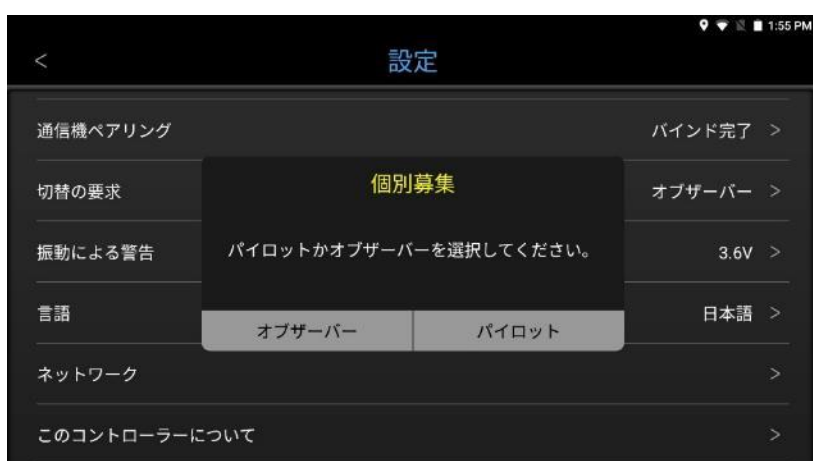 1:55 PM
< 設定
通信機ペアリング バインド完了 >
切替の要求 オブザーバー >
振動による警告 3.6V >
言語 日本語 >
ネットワーク >
このコントローラーについて >
個別募集
パイロットかオブザーバーを選択してください。
オブザーバー パイロット